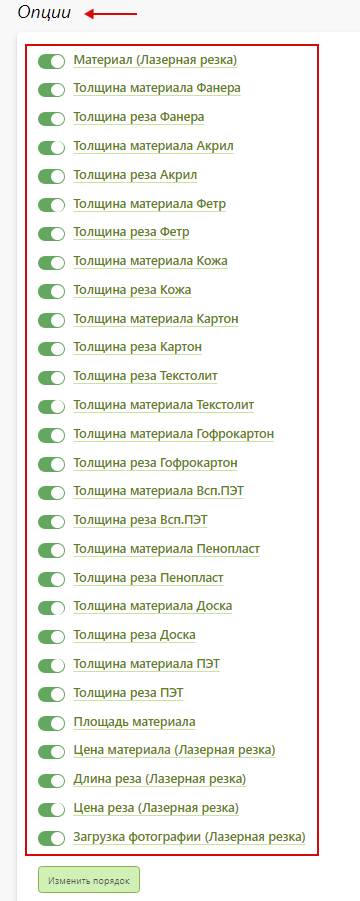 Опции
Материал (Лазерная резка)
Толщина материала Фанера
Толщина реза Фанера
Толщина материала Акрил
Толщина реза Акрил
Толщина материала Фетр
Толщина реза Фетр
Толщина материала Кожа
Толщина реза Кожа
Толщина материала Картон
Толщина реза Картон
Толщина реза Текстолит
Толщина материала Текстолит
Толщина материала Гофрокартон
Толщина реза Гофрокартон
Толщина материала Всп.ПЭТ
Толщина реза Всп.ПЭТ
Толщина материала Пенопласт
Толщина реза Пенопласт
Толщина материала Доска
Толщина реза Доска
Толщина материала ПЭТ
Толщина реза ПЭТ
Площадь материала
Цена материала (Лазерная резка)
Длина реза (Лазерная резка)
Цена реза (Лазерная резка)
Загрузка фотографии (Лазерная резка)
Изменить порядок